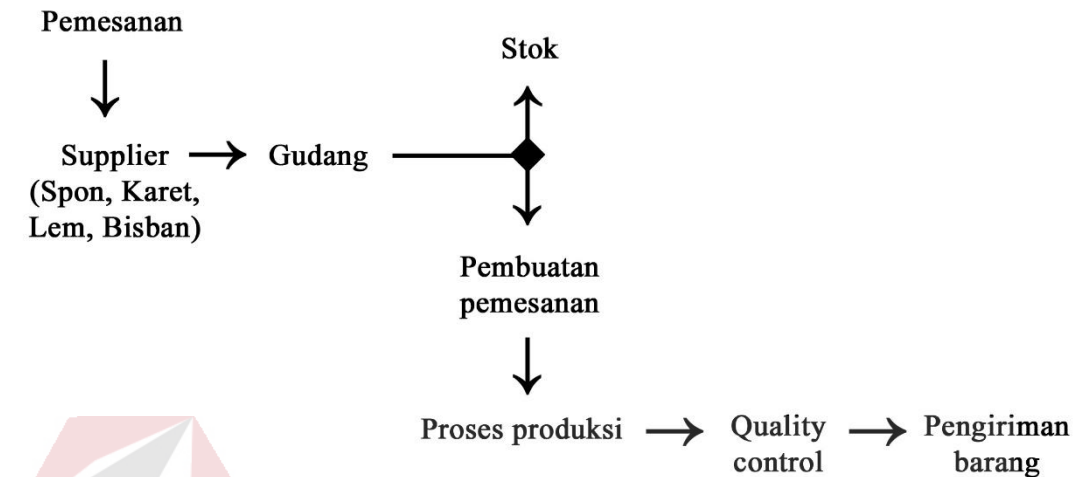 Pemesanan
Stok
Supplier
(Spon, Karet,
Lem, Bisban)
Gudang
Pembuatan
pemesanan
Proses produksi
Quality
control
Pengiriman
barang